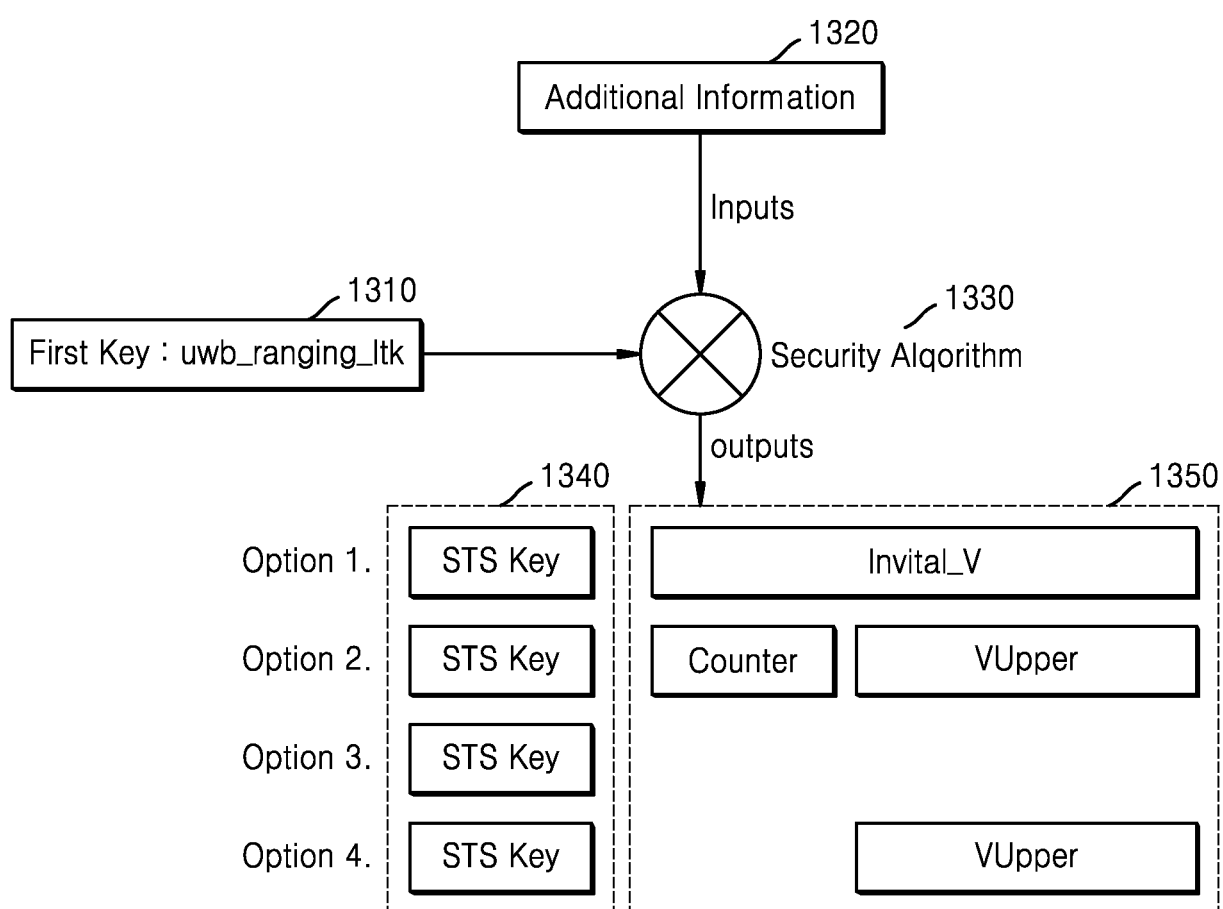 1320
Additional Information
Inputs
1310
First Key : uwb_ranging_ltk
1330
Security Alqorithm
outputs
1340
1350
Option 1. STS Key Invital_V
Option 2. STS Key Counter VUpper
Option 3. STS Key
Option 4. STS Key VUpper